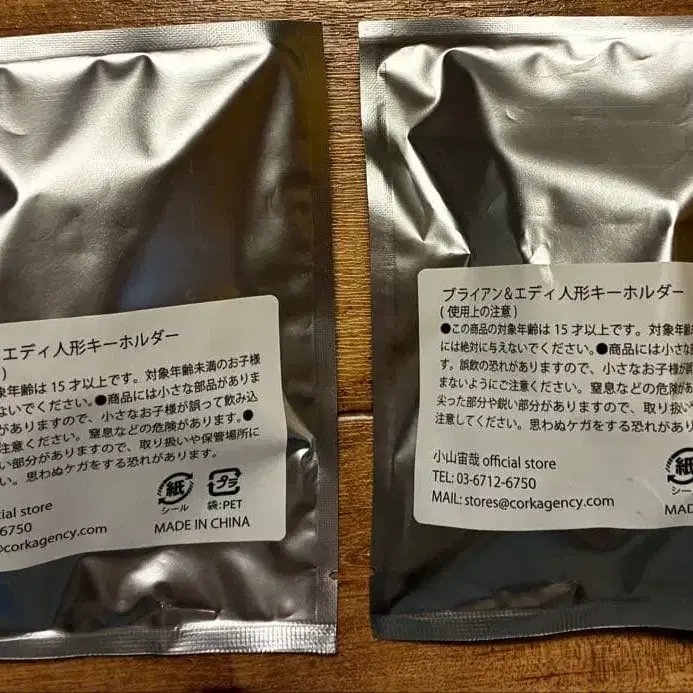 エディ人形キーホルダー
)
象年齢は 15 才以上です。対象年齢未満のお子様
ないでください。●商品には小さな部品がありま
がありますので、小さなお子様が誤って飲み込
注意ください。窒息などの危険があります。●
い部分がありますので、取り扱いや保管場所に
い。思わぬケガをする恐れがあります。
cial store
6750
@corkagency.com
紙
シール
プラ
袋:PET
MADE IN CHINA
ブライアン&エディ人形キーホルダー
(使用上の注意)
●この商品の対象年齢は 15 才以上です。対象年齢
には絶対に与えないでください。●商品には小さな
す。誤飲の恐れがありますので、小さなお子様が誤
まないようにご注意ください。窒息などの危険があ
尖った部分や鋭い部分がありますので、取り扱い
注意してください。思わぬケガをする恐れがあり
小山宙哉 official store
TEL: 03-6712-6750
MAIL: stores@corkagency.com
紙
シール
MAD